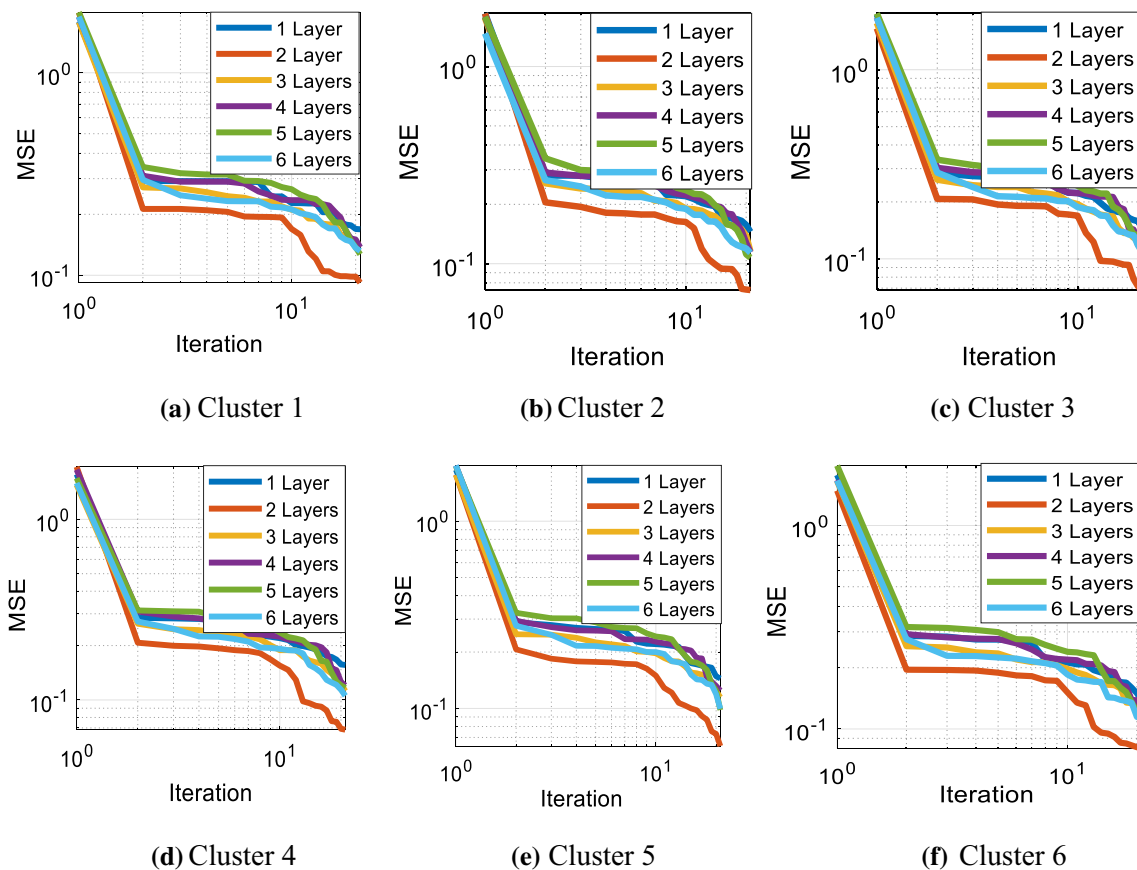 10^0
10^-1
MSE
1 Layer
2 Layers
3 Layers
4 Layers
5 Layers
6 Layers
10^0
10^1
Iteration
(a) Cluster 1
10^0
10^-1
MSE
1 Layer
2 Layers
3 Layers
4 Layers
5 Layers
6 Layers
10^0
10^1
Iteration
(b) Cluster 2
10^0
10^-1
MSE
1 Layer
2 Layers
3 Layers
4 Layers
5 Layers
6 Layers
10^0
10^1
Iteration
(c) Cluster 3
10^0
10^-1
MSE
1 Layer
2 Layers
3 Layers
4 Layers
5 Layers
6 Layers
10^0
10^1
Iteration
(d) Cluster 4
10^0
10^-1
MSE
1 Layer
2 Layers
3 Layers
4 Layers
5 Layers
6 Layers
10^0
10^1
Iteration
(e) Cluster 5
10^0
10^-1
MSE
1 Layer
2 Layers
3 Layers
4 Layers
5 Layers
6 Layers
10^0
10^1
Iteration
(f) Cluster 6